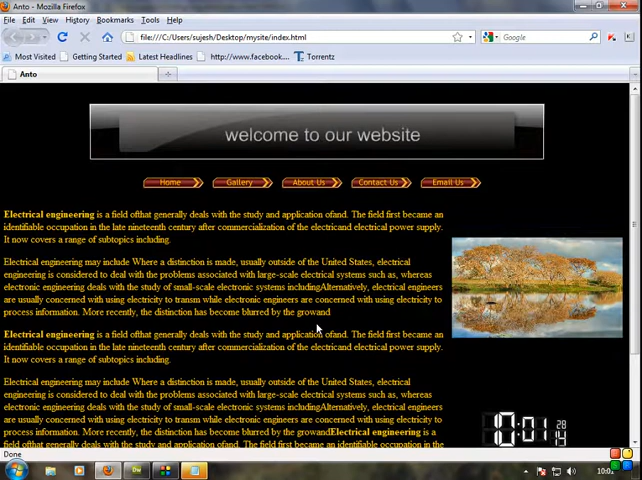 Anto - Mozilla Firefox
File Edit View History Bookmarks Tools Help
file:///C:/Users/sujesh/Desktop/mysite/index.html
Google
Most Visited Getting Started Latest Headlines http://www.facebook.... Torrentz
Anto
welcome to our website
Home Gallery About Us Contact Us Email Us
Electrical engineering is a field ofthat generally deals with the study and application ofand. The field first became an
identifiable occupation in the late nineteenth century after commercialization of the electricand electrical power supply.
It now covers a range of subtopics including.
Electrical engineering may include Where a distinction is made, usually outside of the United States, electrical
engineering is considered to deal with the problems associated with large-scale electrical systems such as, whereas
electronic engineering deals with the study of small-scale electronic systems includingAlternatively, electrical engineers
are usually concerned with using electricity to transm while electronic engineers are concerned with using electricity to
process information. More recently, the distinction has become blurred by the growand
Electrical engineering is a field ofthat generally deals with the study and application ofand. The field first became an
identifiable occupation in the late nineteenth century after commercialization of the electricand electrical power supply.
It now covers a range of subtopics including.
Electrical engineering may include Where a distinction is made, usually outside of the United States, electrical
engineering is considered to deal with the problems associated with large-scale electrical systems such as, whereas
electronic engineering deals with the study of small-scale electronic systems includingAlternatively, electrical engineers
are usually concerned with using electricity to transm while electronic engineers are concerned with using electricity to
process information. More recently, the distinction has become blurred by the growandElectrical engineering is a
field ofthat generally deals with the study and application ofand. The field first became an identifiable occupation in the
10:01 28 14
Done
Dw